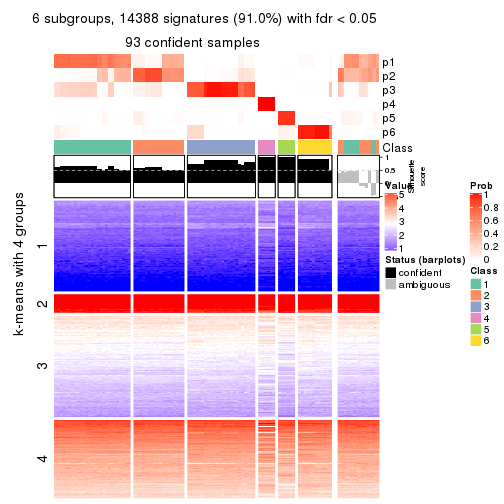 6 subgroups, 14388 signatures (91.0%) with fdr < 0.05
93 confident samples
p1
p2
p3
p4
p5
p6
Class
1
0.5
0
Silhouette
score
k-means with 4 groups
1
2
3
4
Value
5
4
3
2
1
Status (barplots)
confident
ambiguous
Prob
1
0.8
0.6
0.4
0.2
0
Class
1
2
3
4
5
6